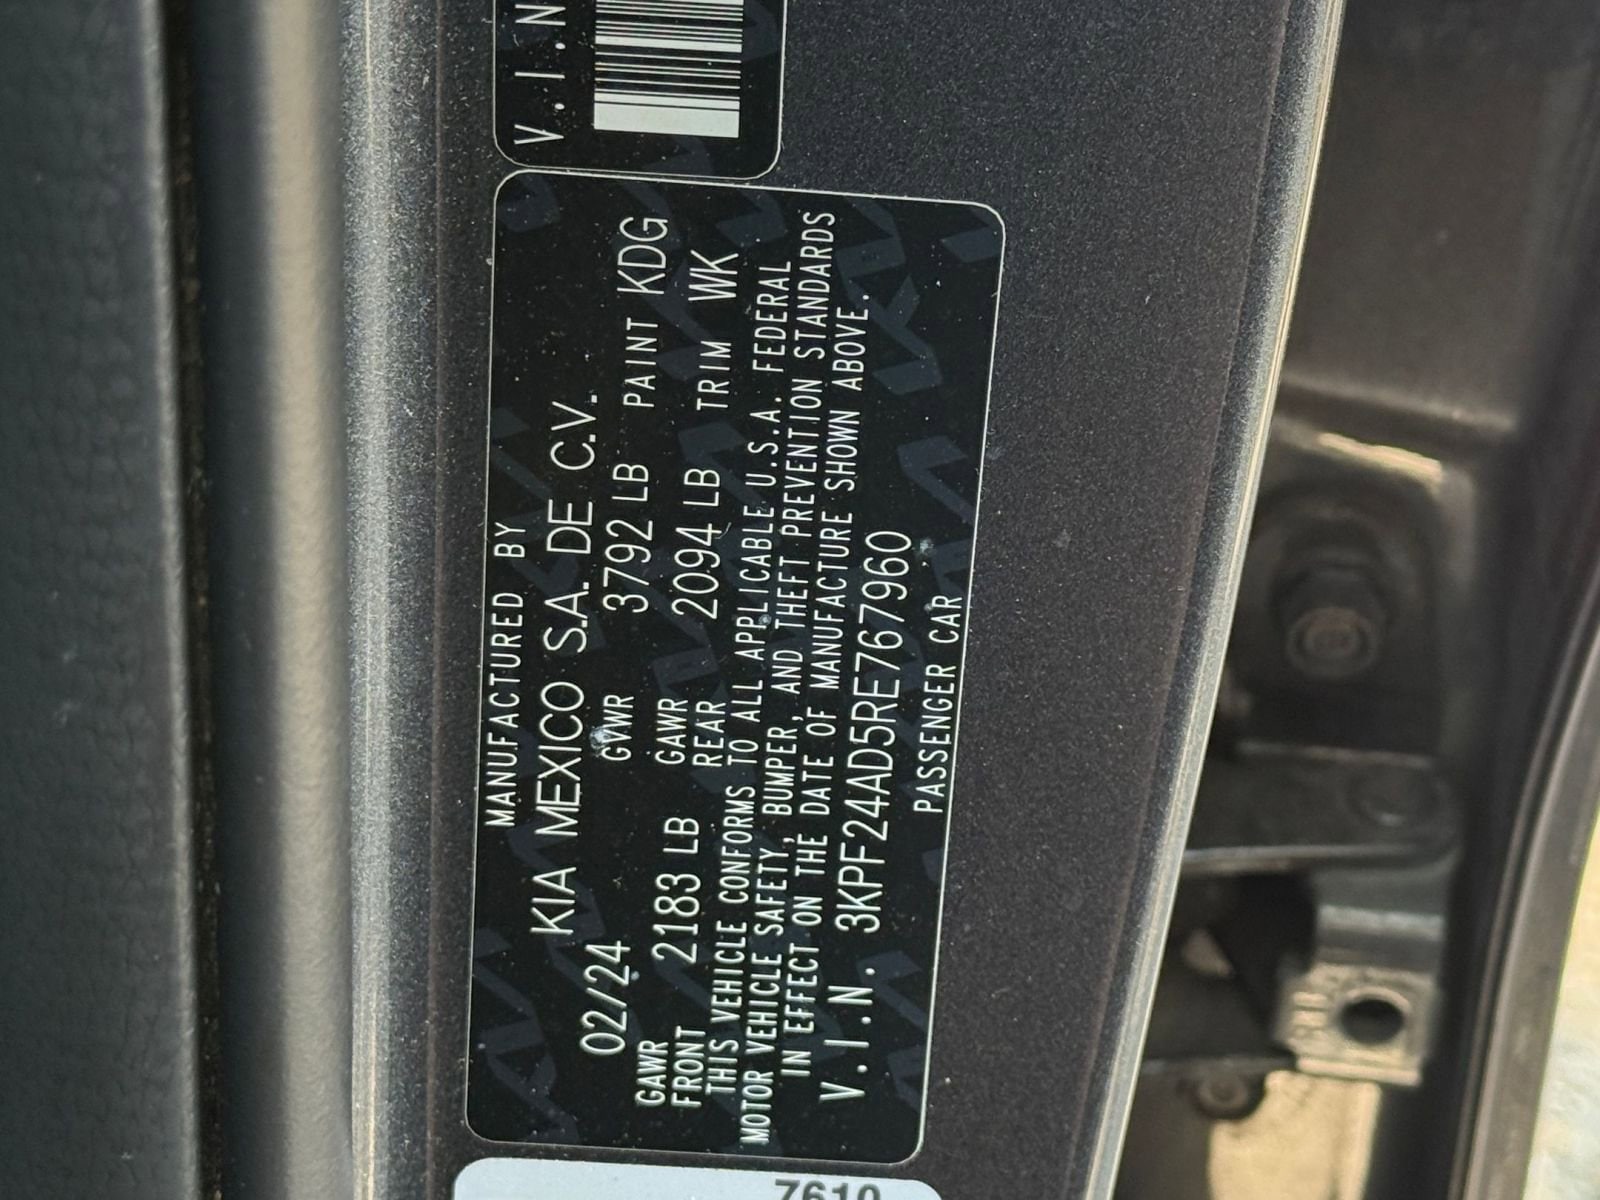 V.I.N
MANUFACTURED BY
KIA MEXICO S.A. DE C.V.
02/24 GVWR 3792 LB PAINT KDG
GAWR FRONT 2183 LB GAWR REAR 2094 LB TRIM WK
THIS VEHICLE CONFORMS TO ALL APPLICABLE U.S.A. FEDERAL
MOTOR VEHICLE SAFETY, BUMPER, AND THEFT PREVENTION STANDARDS
IN EFFECT ON THE DATE OF MANUFACTURE SHOWN ABOVE.
V.I.N. 3KPF24AD5RE767960
PASSENGER CAR
7610